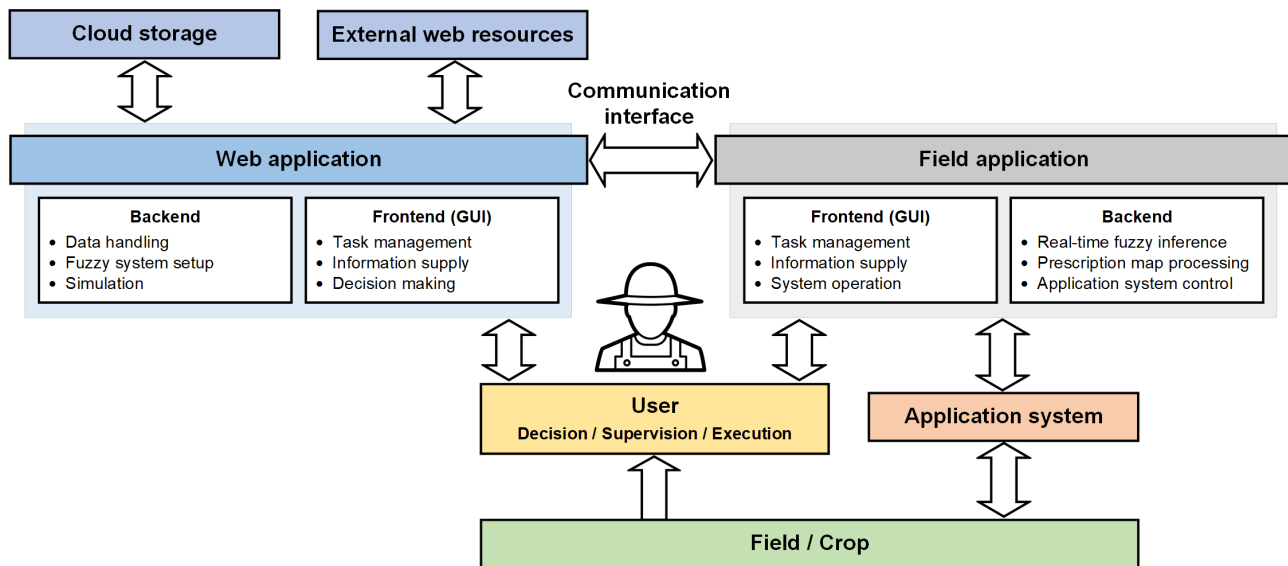 Cloud storage
External web resources
Communication
interface
Web application
Field application
Backend
• Data handling
• Fuzzy system setup
• Simulation
Frontend (GUI)
• Task management
• Information supply
• Decision making
Frontend (GUI)
• Task management
• Information supply
• System operation
Backend
• Real-time fuzzy inference
• Prescription map processing
• Application system control
User
Decision / Supervision / Execution
Application system
Field / Crop